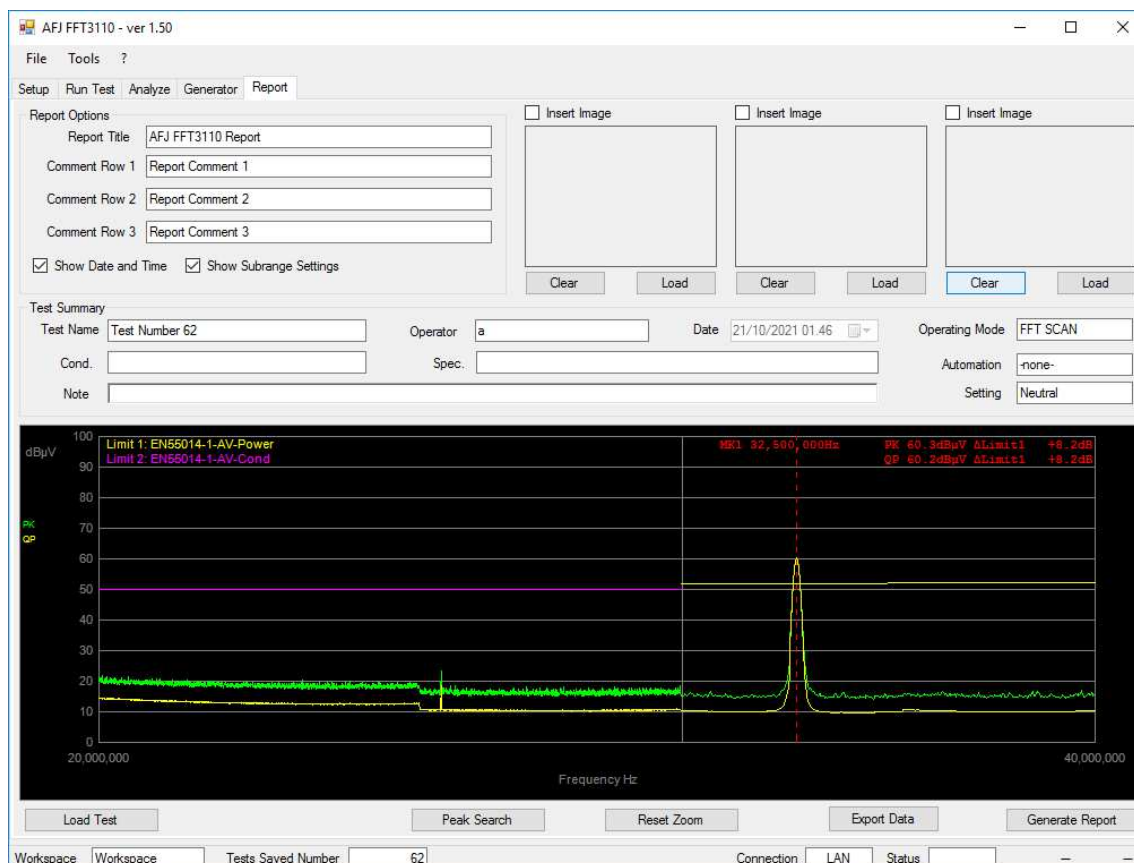 AFJ FFT3110 - ver 1.50
File Tools ?
Setup Run Test Analyze Generator Report
Report Options
Report Title AFJ FFT3110 Report
Comment Row 1 Report Comment 1
Comment Row 2 Report Comment 2
Comment Row 3 Report Comment 3
Show Date and Time Show Subrange Settings
Insert Image Insert Image Insert Image
Clear Load Clear Load Clear Load
Test Summary
Test Name Test Number 62 Operator a Date 21/10/2021 01.46 Operating Mode FFT SCAN
Cond. Spec. Automation -none-
Note Setting Neutral
dBµV
100
90
80
70
60
50
40
30
20
10
0
PK
QP
Limit 1: EN55014-1-AV-Power
Limit 2: EN55014-1-AV-Cond
MK1 32,500,000Hz PK 60.3dBµV ΔLimit1 +8.2dB
QP 60.2dBµV ΔLimit1 +8.2dB
20,000,000 40,000,000
Frequency Hz
Load Test Peak Search Reset Zoom Export Data Generate Report
Workspace Workspace Tests Saved Number 62 Connection LAN Status – –